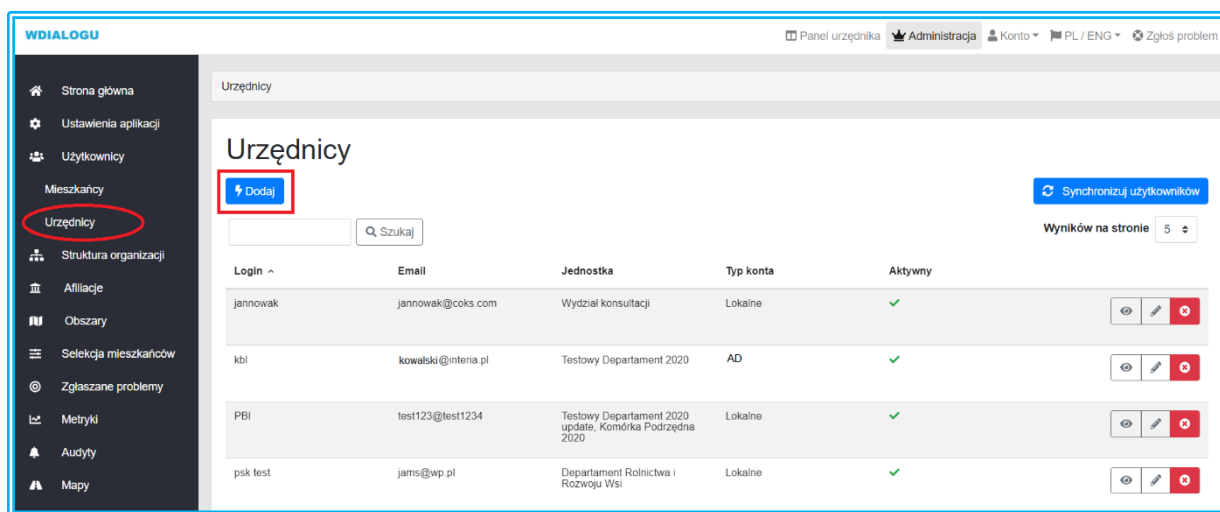 WDIALOGU
Panel urzędnika Administracja Konto PL / ENG Zgłoś problem
Strona główna
Ustawienia aplikacji
Użytkownicy
Mieszkańcy
Urzędnicy
Struktura organizacji
Afiliacje
Obszary
Selekcja mieszkańców
Zgłaszane problemy
Metryki
Audyty
Mapy
Urzędnicy
Urzędnicy
Dodaj
Synchronizuj użytkowników
Szukaj
Wyników na stronie 5
Login Email Jednostka Typ konta Aktywny
jannowak jannowak@coks.com Wydział konsultacji Lokalne
kbl kowalski@interia.pl Testowy Departament 2020 AD
PBI test123@test1234 Testowy Departament 2020 Lokalne
update, Komórka Podrzędna
2020
psk test jams@wp.pl Departament Rolnictwa i Lokalne
Rozwoju Wsi